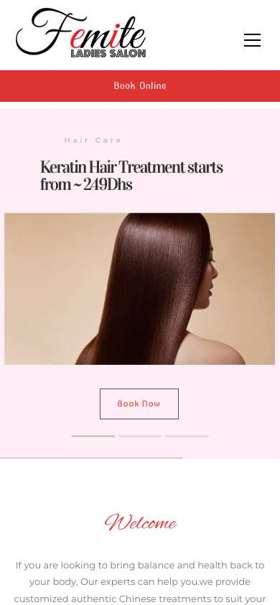 Femite
LADIES SALON
Book Online
Hair Care
Keratin Hair Treatment starts
from ~ 249Dhs
Book Now
Welcome
If you are looking to bring balance and health back to
your body, Our experts can help you.we provide
customized authentic Chinese treatments to suit your